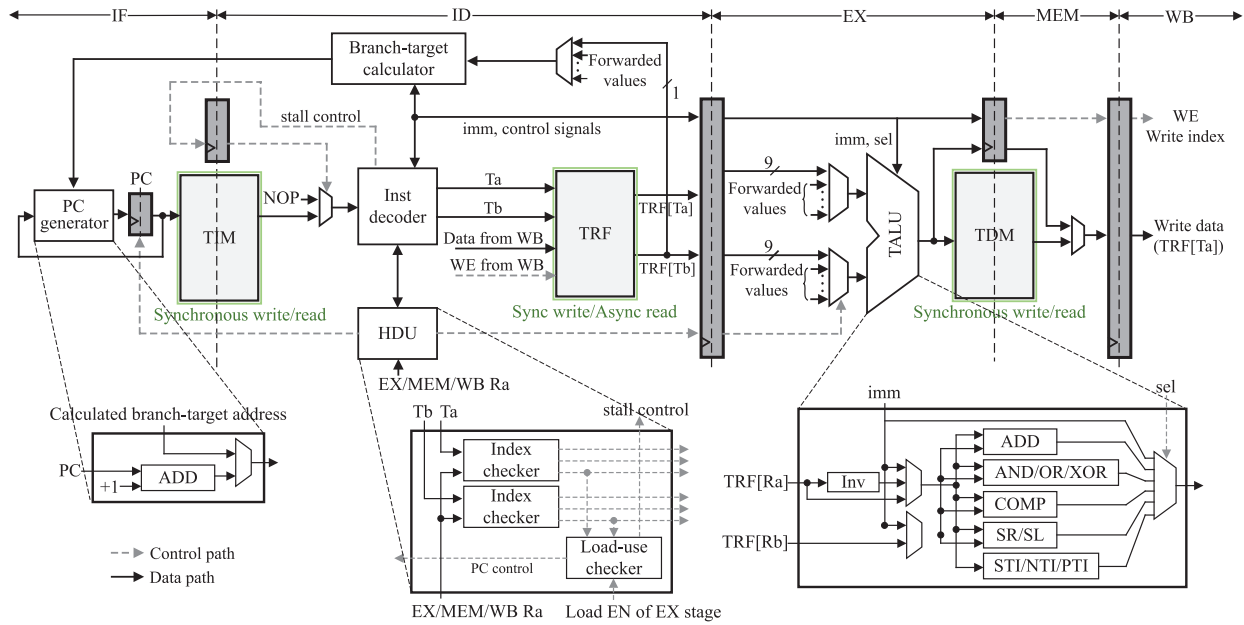 IF
ID
EX
MEM
WB
Branch-target
calculator
Forwarded
values
1
stall control
imm, control signals
imm, sel
WE
Write index
PC
PC
generator
TIM
NOP
Inst
decoder
Ta
Tb
Data from WB
WE from WB
TRF
TRF[Ta]
TRF[Tb]
9
Forwarded
values
9
Forwarded
values
TALU
TDM
Write data
(TRF[Ta])
Synchronous write/read
Sync write/Async read
Synchronous write/read
HDU
EX/MEM/WB Ra
Calculated branch-target address
PC
+1
ADD
Tb Ta
stall control
Index
checker
Index
checker
Load-use
checker
PC control
EX/MEM/WB Ra
Load EN of EX stage
imm
sel
TRF[Ra]
Inv
TRF[Rb]
ADD
AND/OR/XOR
COMP
SR/SL
STI/NTI/PTI
Control path
Data path